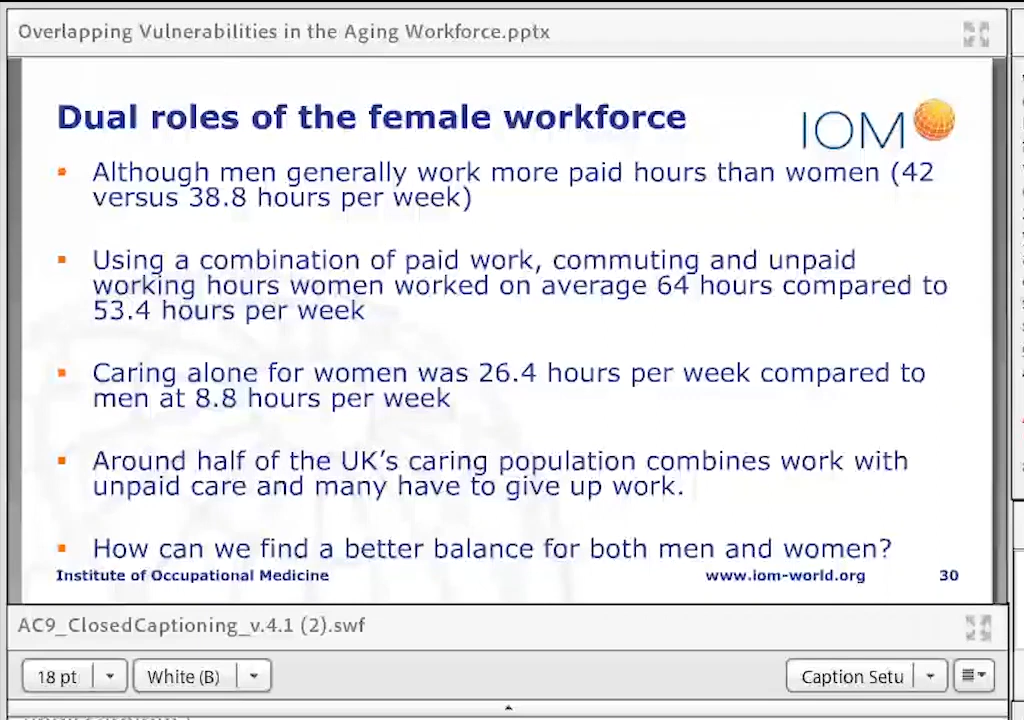 Overlapping Vulnerabilities in the Aging Workforce.pptx
Dual roles of the female workforce
IOM
Although men generally work more paid hours than women (42
versus 38.8 hours per week)
Using a combination of paid work, commuting and unpaid
working hours women worked on average 64 hours compared to
53.4 hours per week
Caring alone for women was 26.4 hours per week compared to
men at 8.8 hours per week
Around half of the UK's caring population combines work with
unpaid care and many have to give up work.
How can we find a better balance for both men and women?
Institute of Occupational Medicine
www.iom-world.org
30
AC9_ClosedCaptioning_v.4.1 (2).swf
18 pt
White (B)
Caption Setu